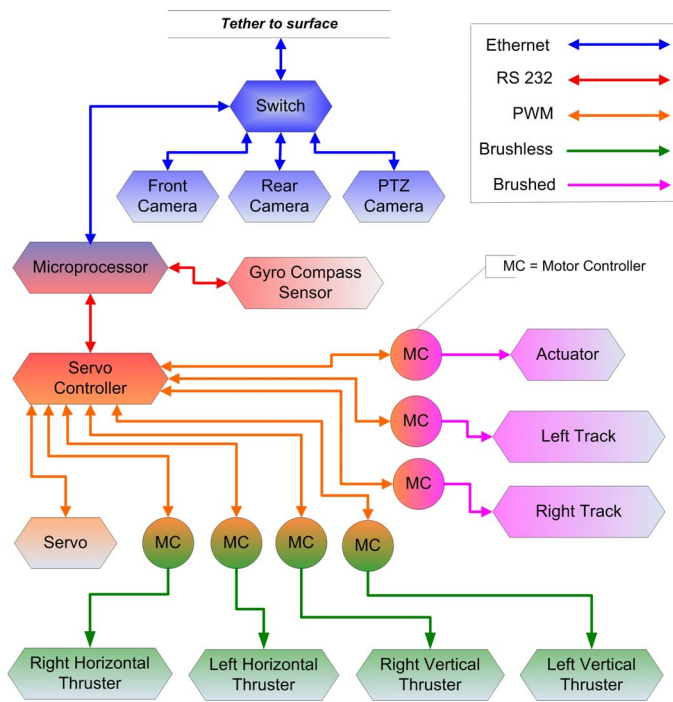 Tether to surface
Ethernet
RS 232
PWM
Brushless
Brushed
Switch
Front
Camera
Rear
Camera
PTZ
Camera
Microprocessor
Gyro Compass
Sensor
MC = Motor Controller
Servo
Controller
MC
Actuator
MC
Left Track
MC
Right Track
Servo
MC
MC
MC
MC
Right Horizontal
Thruster
Left Horizontal
Thruster
Right Vertical
Thruster
Left Vertical
Thruster